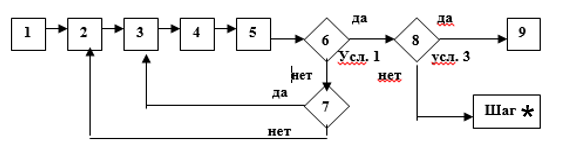 да да
1 2 3 4 5 6 8 9
Усл. 1 усл. 3
нет нет
да 7
Шаг *
нет